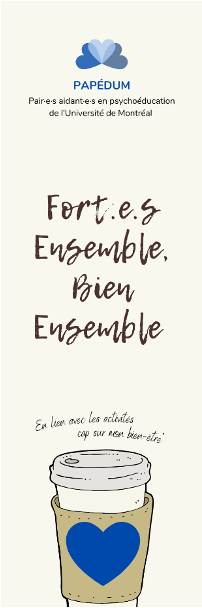 PAPÉDUM
Pair·e·s aidant·e·s en psychoéducation
de l'Université de Montréal
Fort.e.s
Ensemble,
Bien
Ensemble
En lien avec les activités
cap sur mon bien-être"